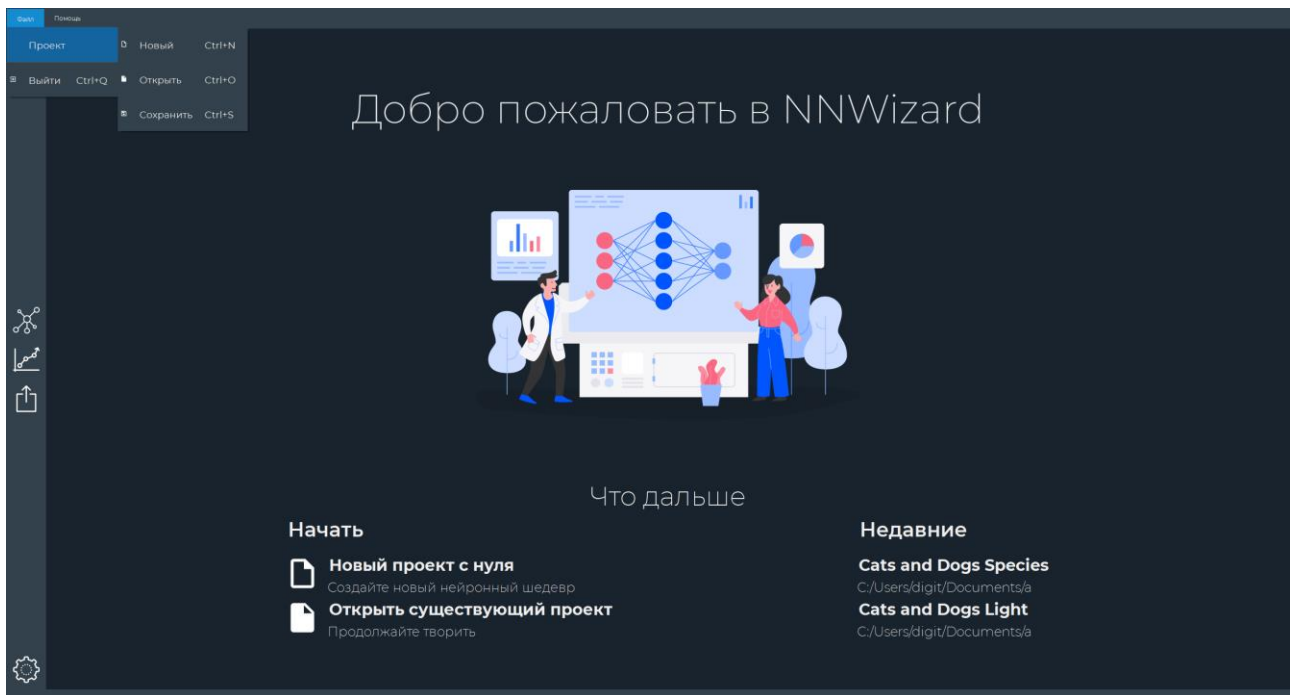 Файл Помощь
Проект
Новый Ctrl+N
Выйти Ctrl+Q
Открыть Ctrl+O
Сохранить Ctrl+S
Добро пожаловать в NNWizard
Что дальше
Начать
Новый проект с нуля
Создайте новый нейронный шедевр
Открыть существующий проект
Продолжайте творить
Недавние
Cats and Dogs Species
C:/Users/digit/Documents/a
Cats and Dogs Light
C:/Users/digit/Documents/a